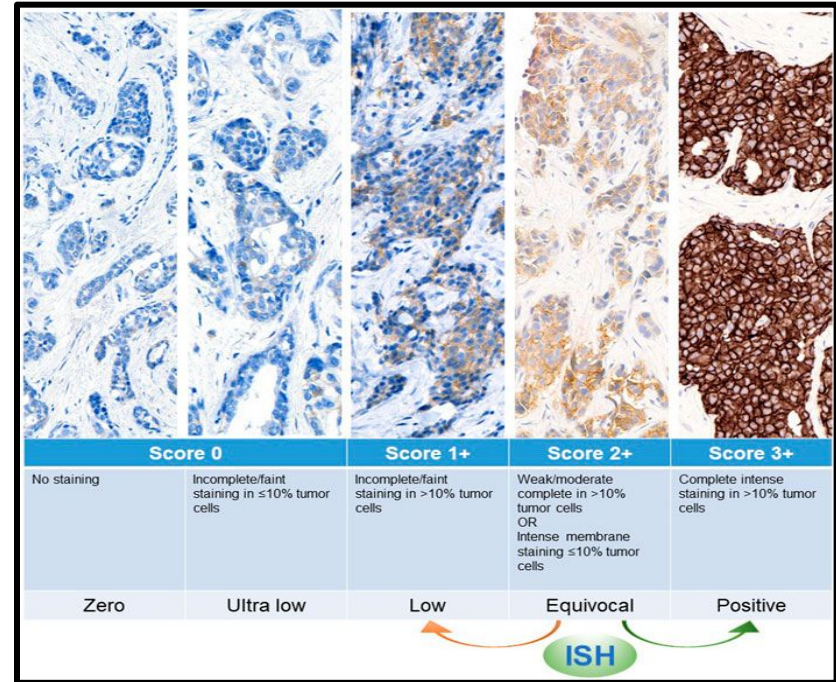 Score 0
Score 1+
Score 2+
Score 3+
No staining
Incomplete/faint
staining in ≤10% tumor
cells
Incomplete/faint
staining in >10% tumor
cells
Weak/moderate
complete in >10%
tumor cells
OR
Intense membrane
staining ≤10% tumor
cells
Complete intense
staining in >10% tumor
cells
Zero
Ultra low
Low
Equivocal
Positive
ISH